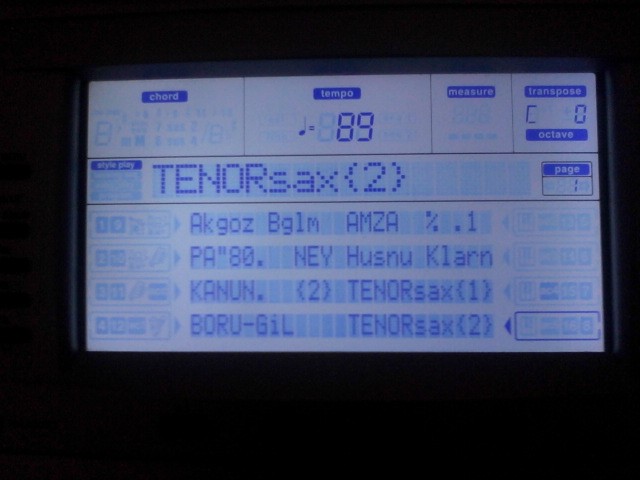 chord tempo measure transpose
♩= 89 C 0
octave
style play TENORsax{2} page
1
Akgoz Bglm AMZA % .1
PA"80. NEY Husnu Klarn
KANUN. {2} TENORsax{1}
BORU-GiL TENORsax{2}